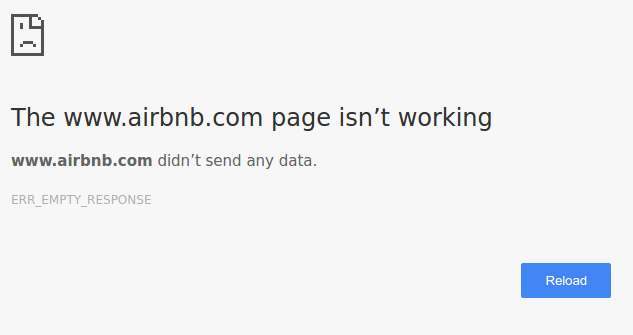 The www.airbnb.com page isn’t working
www.airbnb.com didn’t send any data.
ERR_EMPTY_RESPONSE
Reload